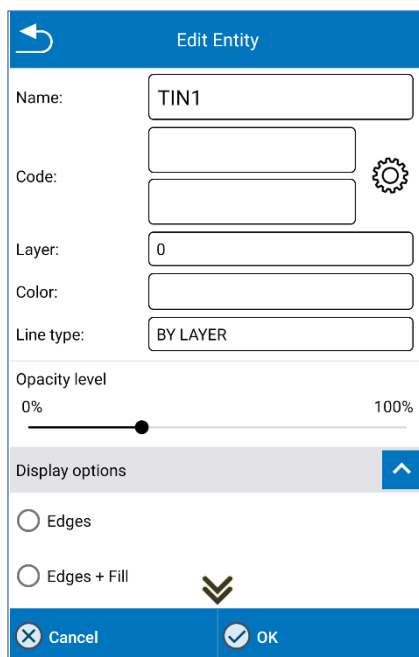 Edit Entity
Name: TIN1
Code:
Layer: 0
Color:
Line type: BY LAYER
Opacity level
0% 100%
Display options
Edges
Edges + Fill
Cancel OK